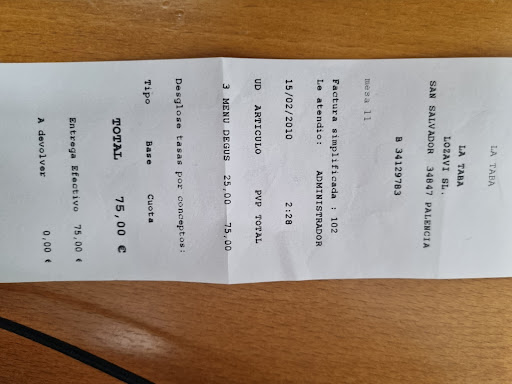 LA TABA
LA TABA
LOZAVI SL.
SAN SALVADOR 34847 PALENCIA
B 34129783
mesa 11
Factura simplificada : 102
Le atendio: ADMINISTRADOR
15/02/2010 2:28
UD ARTICULO PVP TOTAL
3 MENU DEGUS 25,00 75,00
Desglose tasas por conceptos:
Tipo Base Cuota
TOTAL 75,00 €
Entrega Efectivo 75,00 €
A devolver 0,00 €